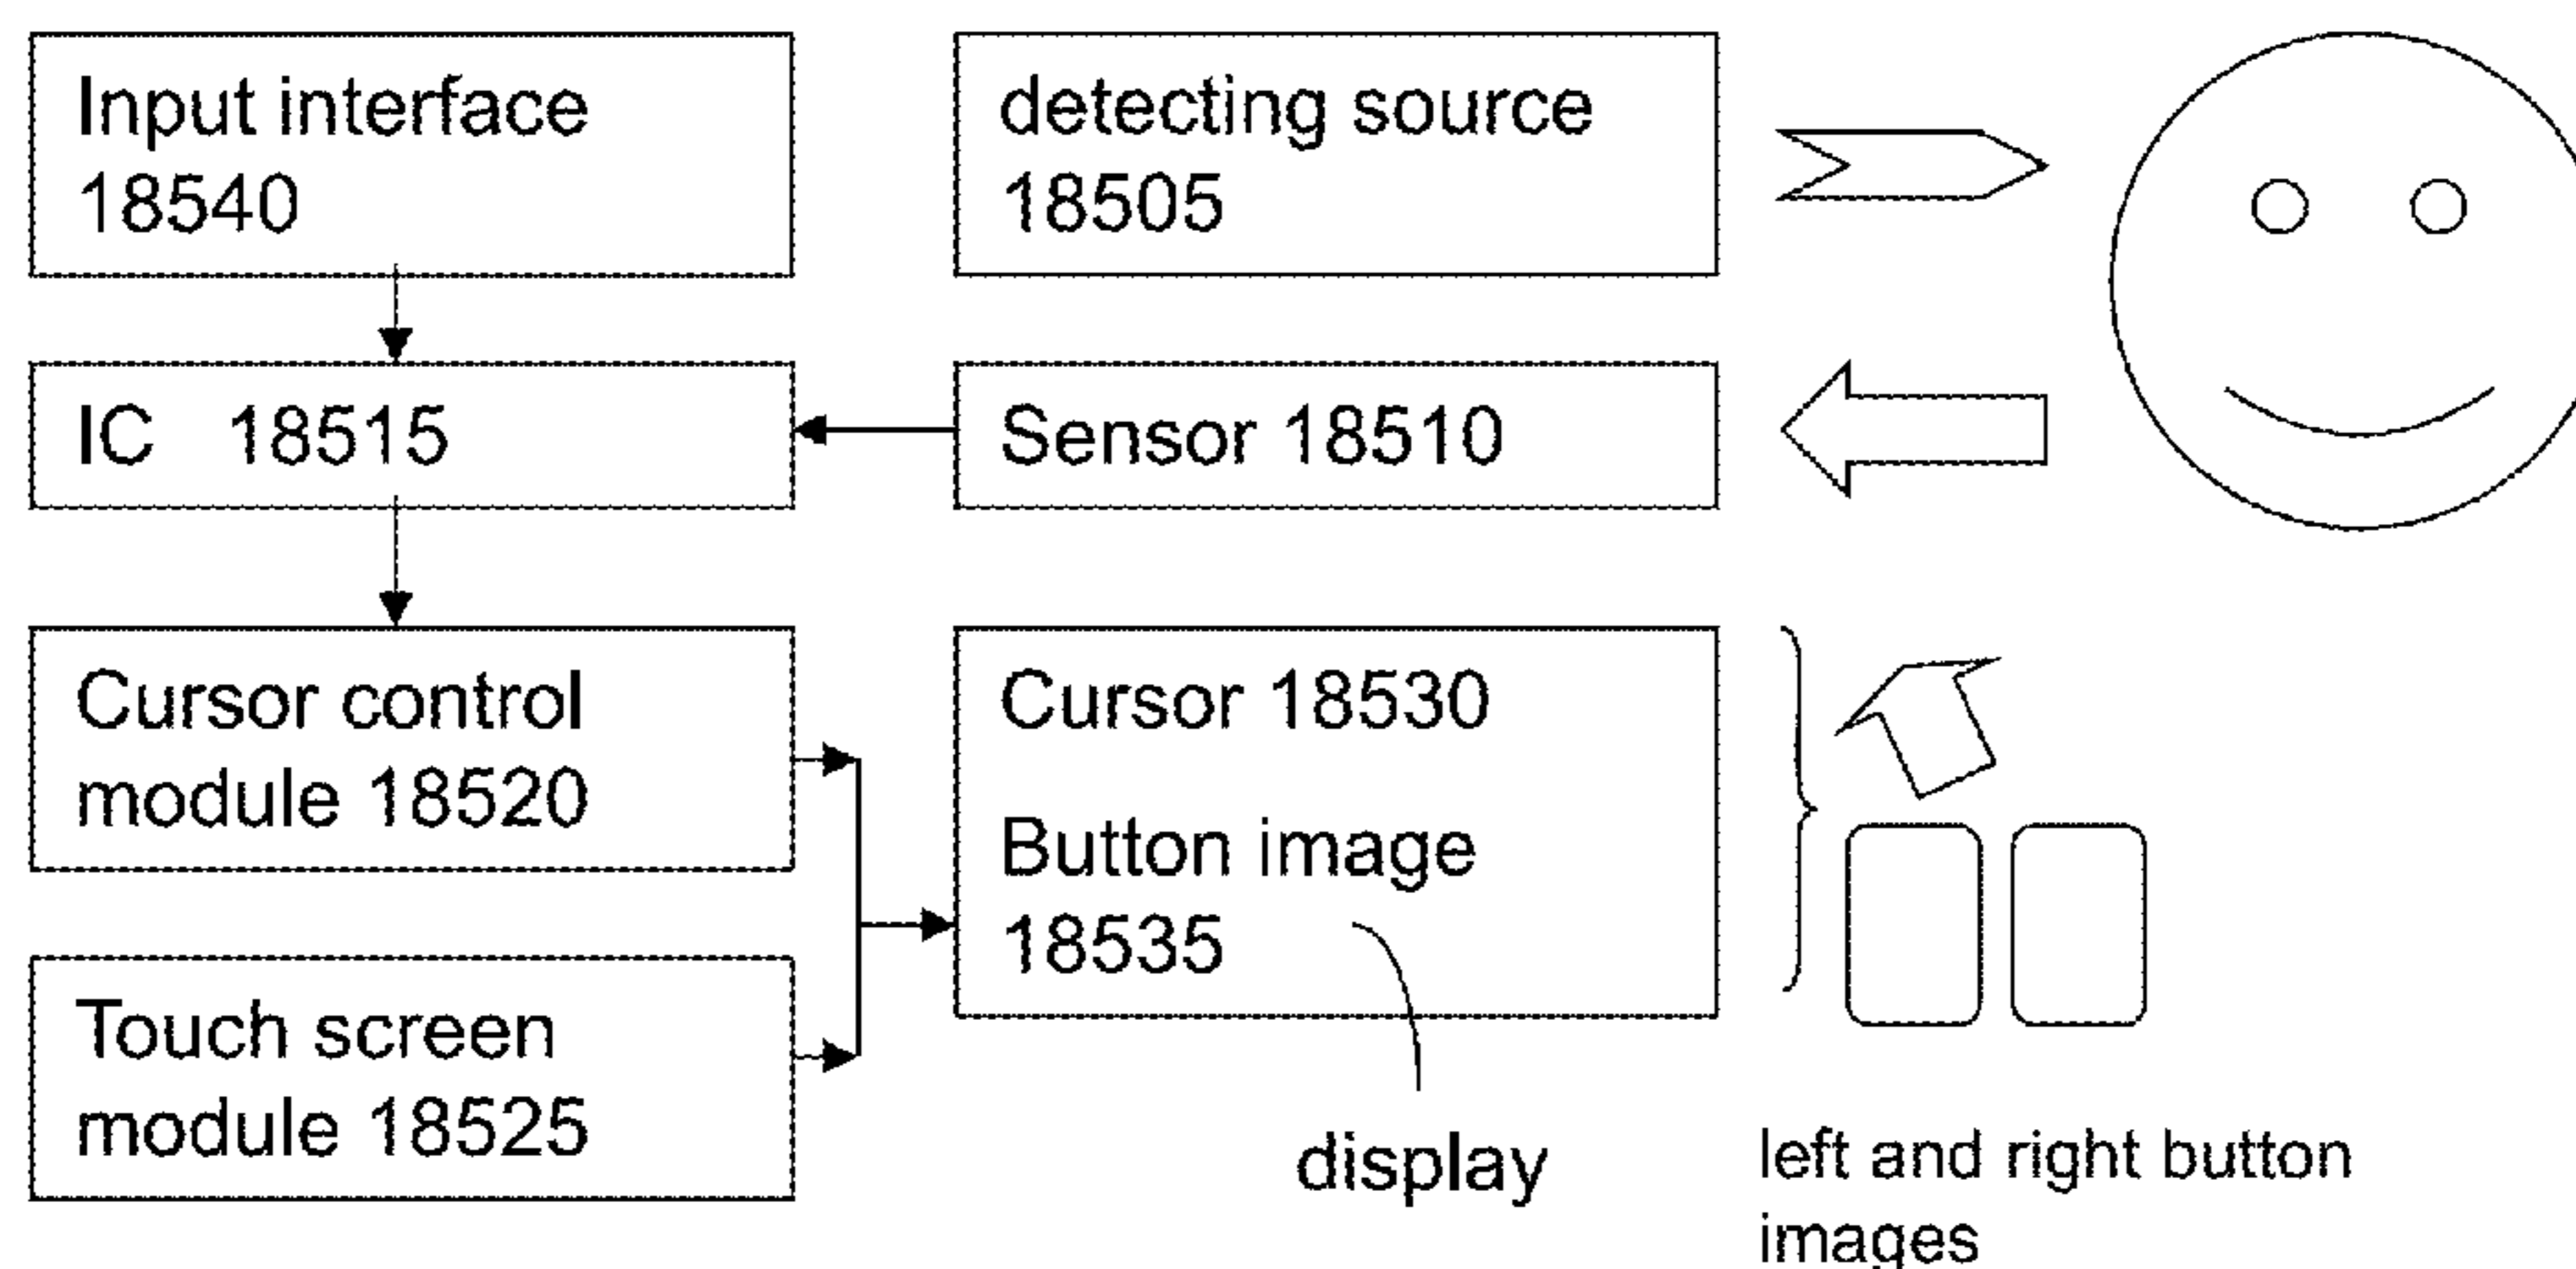 Input interface
18540
detecting source
18505
IC 18515
Sensor 18510
Cursor control
module 18520
Cursor 18530
Button image
18535
Touch screen
module 18525
display
left and right button
images